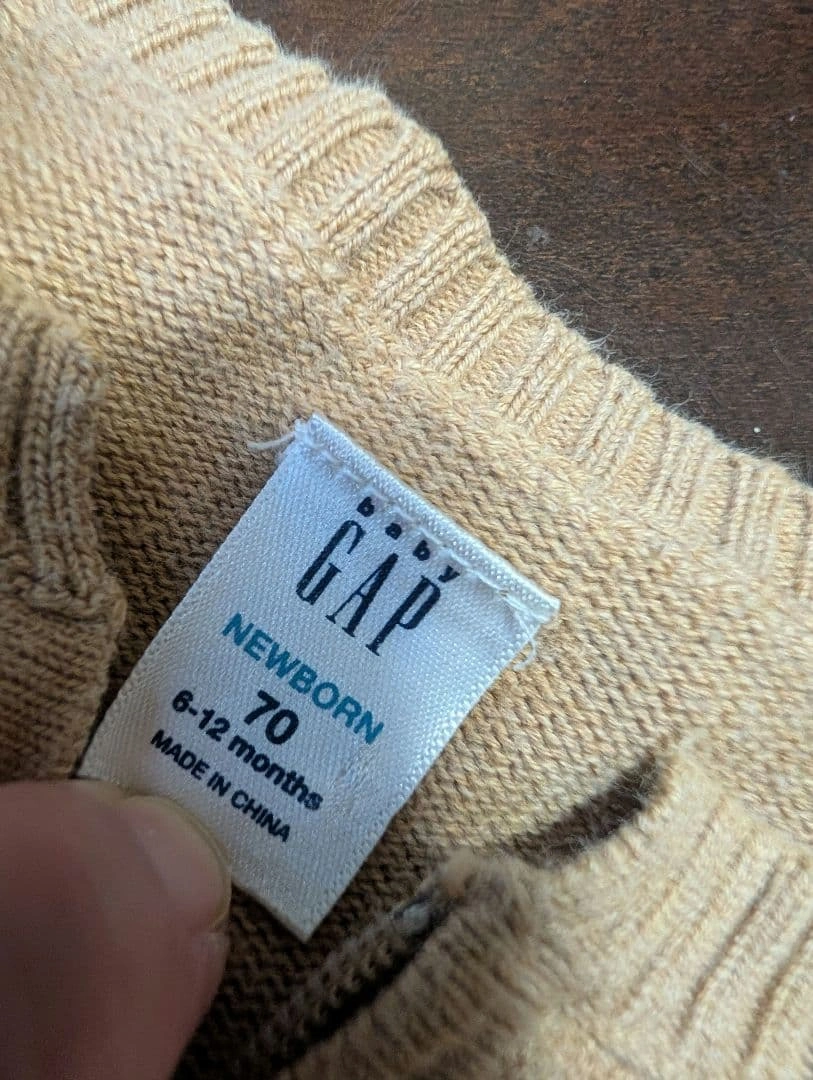 baby
GAP
NEWBORN
70
6-12 months
MADE IN CHINA